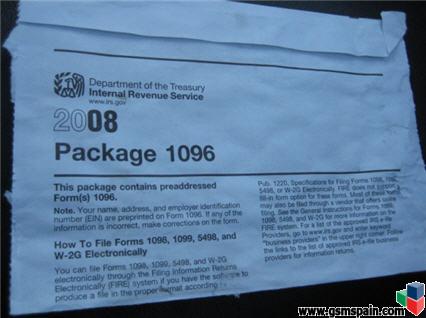 Department of the Treasury
Internal Revenue Service
www.irs.gov
2008
Package 1096
This package contains preaddressed
Form(s) 1096.
Note. Your name, address, and employer identification
number (EIN) are preprinted on Form 1096. If any of the
information is incorrect, make corrections on the form.
How To File Forms 1098, 1099, 5498, and
W-2G Electronically
You can file Forms 1098, 1099, 5498, and W-2G
electronically through the Filing Information Returns
Electronically (FIRE) system if you have the software to
produce a file in the proper format according to
Pub. 1220, Specifications for Filing Forms 1098, 1099,
5498, or W-2G Electronically. FIRE does not support
fill-in form option for these forms. Most of these forms
may also be filed through a vendor that offers online
filing. See the General Instructions for Forms 1099,
1098, 5498, and W-2G for more information on the
FIRE system. For a list of approved IRS e-file
Providers, go to www.irs.gov and enter keyword
"business providers" in the upper right corner. Follow
the links to the list of approved IRS e-file business
providers for information returns.
www.gsmspain.com